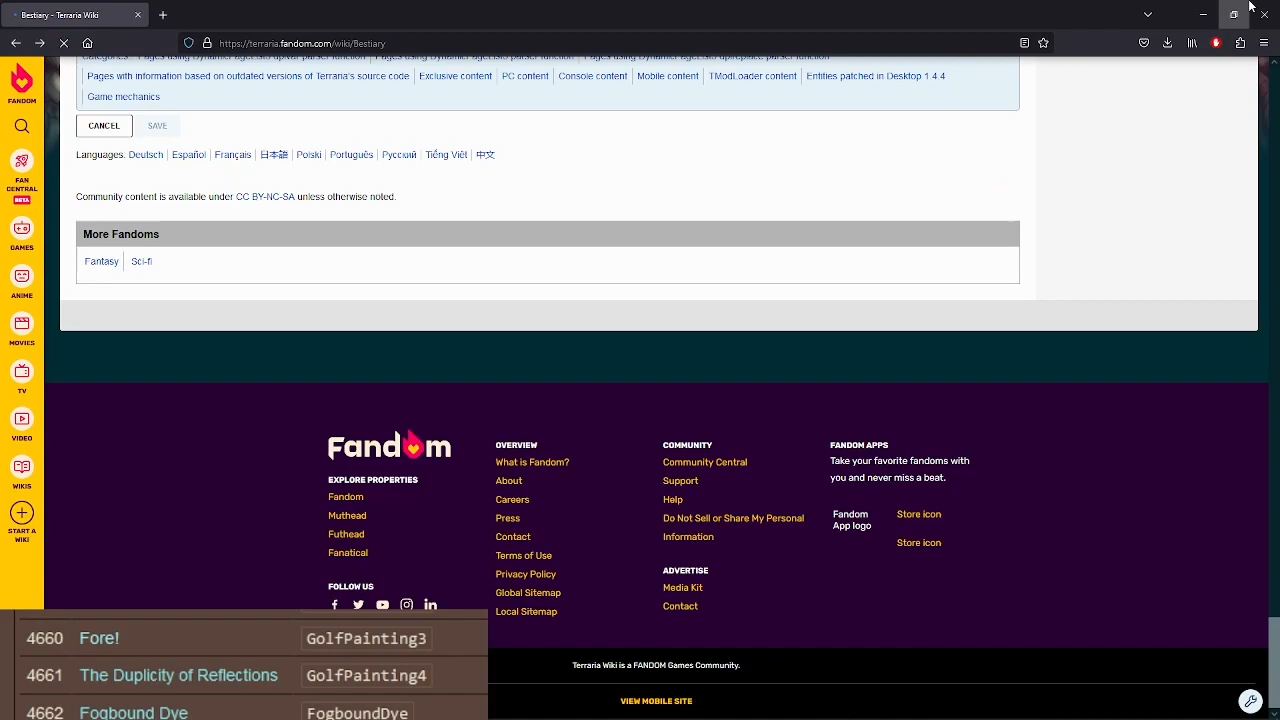 Bestiary - Terraria Wiki
https://terraria.fandom.com/wiki/Bestiary
Pages with information based on outdated versions of Terraria's source code
Exclusive content
PC content
Console content
Mobile content
TModLoader content
Entities patched in Desktop 1.4.4
Game mechanics
CANCEL
SAVE
Languages: Deutsch Español Français 日本語 Polski Português Русский Tiếng Việt 中文
Community content is available under CC BY-NC-SA unless otherwise noted.
More Fandoms
Fantasy
Sci-fi
FANDOM
FAN
CENTRAL
BETA
GAMES
ANIME
MOVIES
TV
VIDEO
WIKIS
START A
WIKI
Fandom
EXPLORE PROPERTIES
Fandom
Muthead
Futhead
Fanatical
FOLLOW US
OVERVIEW
What is Fandom?
About
Careers
Press
Contact
Terms of Use
Privacy Policy
Global Sitemap
Local Sitemap
COMMUNITY
Community Central
Support
Help
Do Not Sell or Share My Personal
Information
ADVERTISE
Media Kit
Contact
FANDOM APPS
Take your favorite fandoms with
you and never miss a beat.
Fandom
App logo
Store icon
Store icon
4660 Fore! GolfPainting3
4661 The Duplicity of Reflections GolfPainting4
4662 Fogbound Dye FogboundDye
Terraria Wiki is a FANDOM Games Community.
VIEW MOBILE SITE